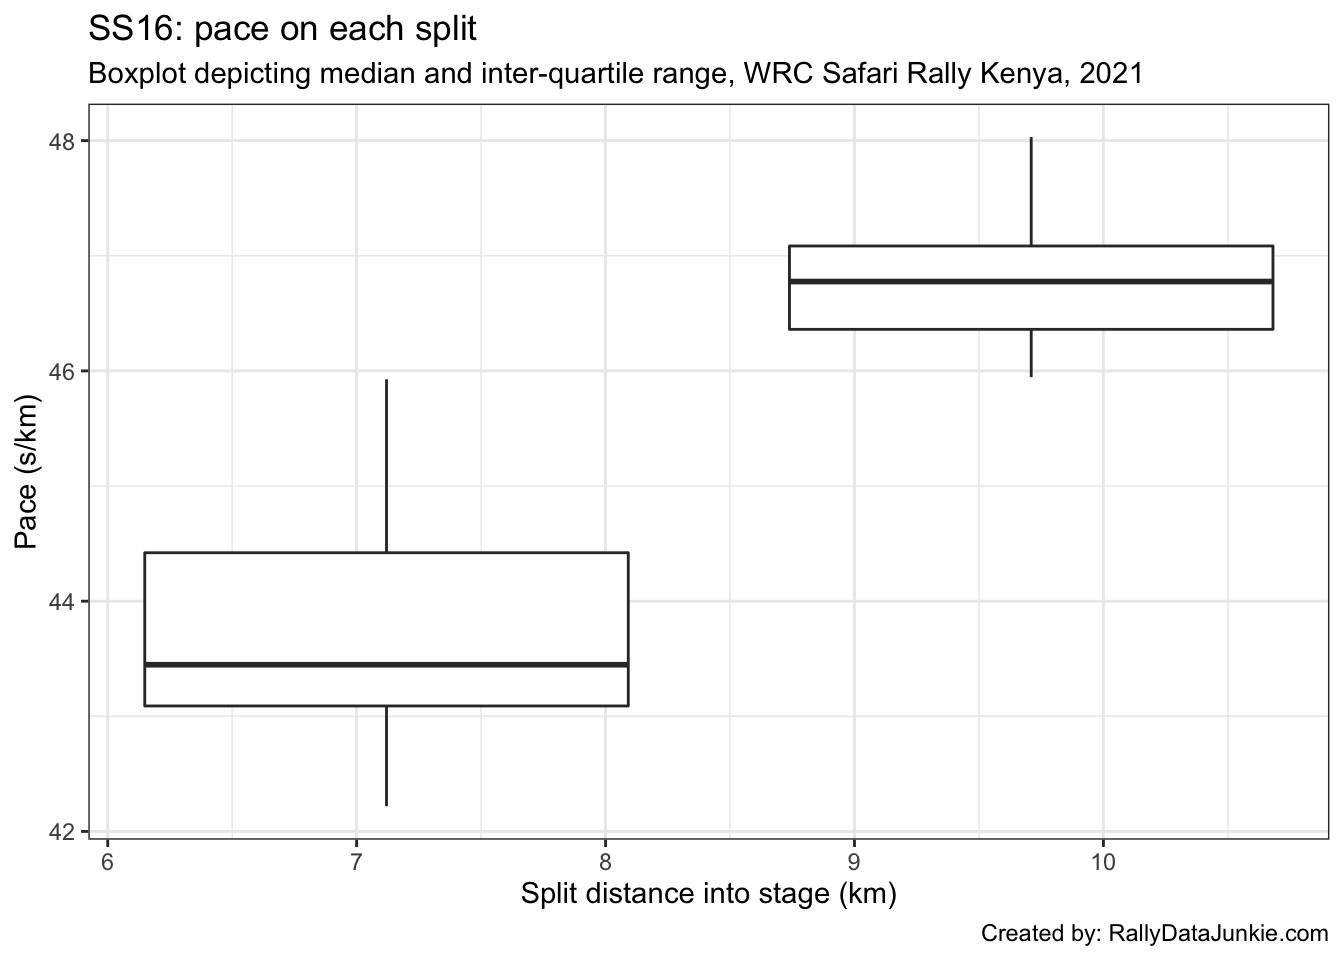 SS16: pace on each split
Boxplot depicting median and inter-quartile range, WRC Safari Rally Kenya, 2021
48
46
44
42
Pace (s/km)
6 7 8 9 10
Split distance into stage (km)
Created by: RallyDataJunkie.com